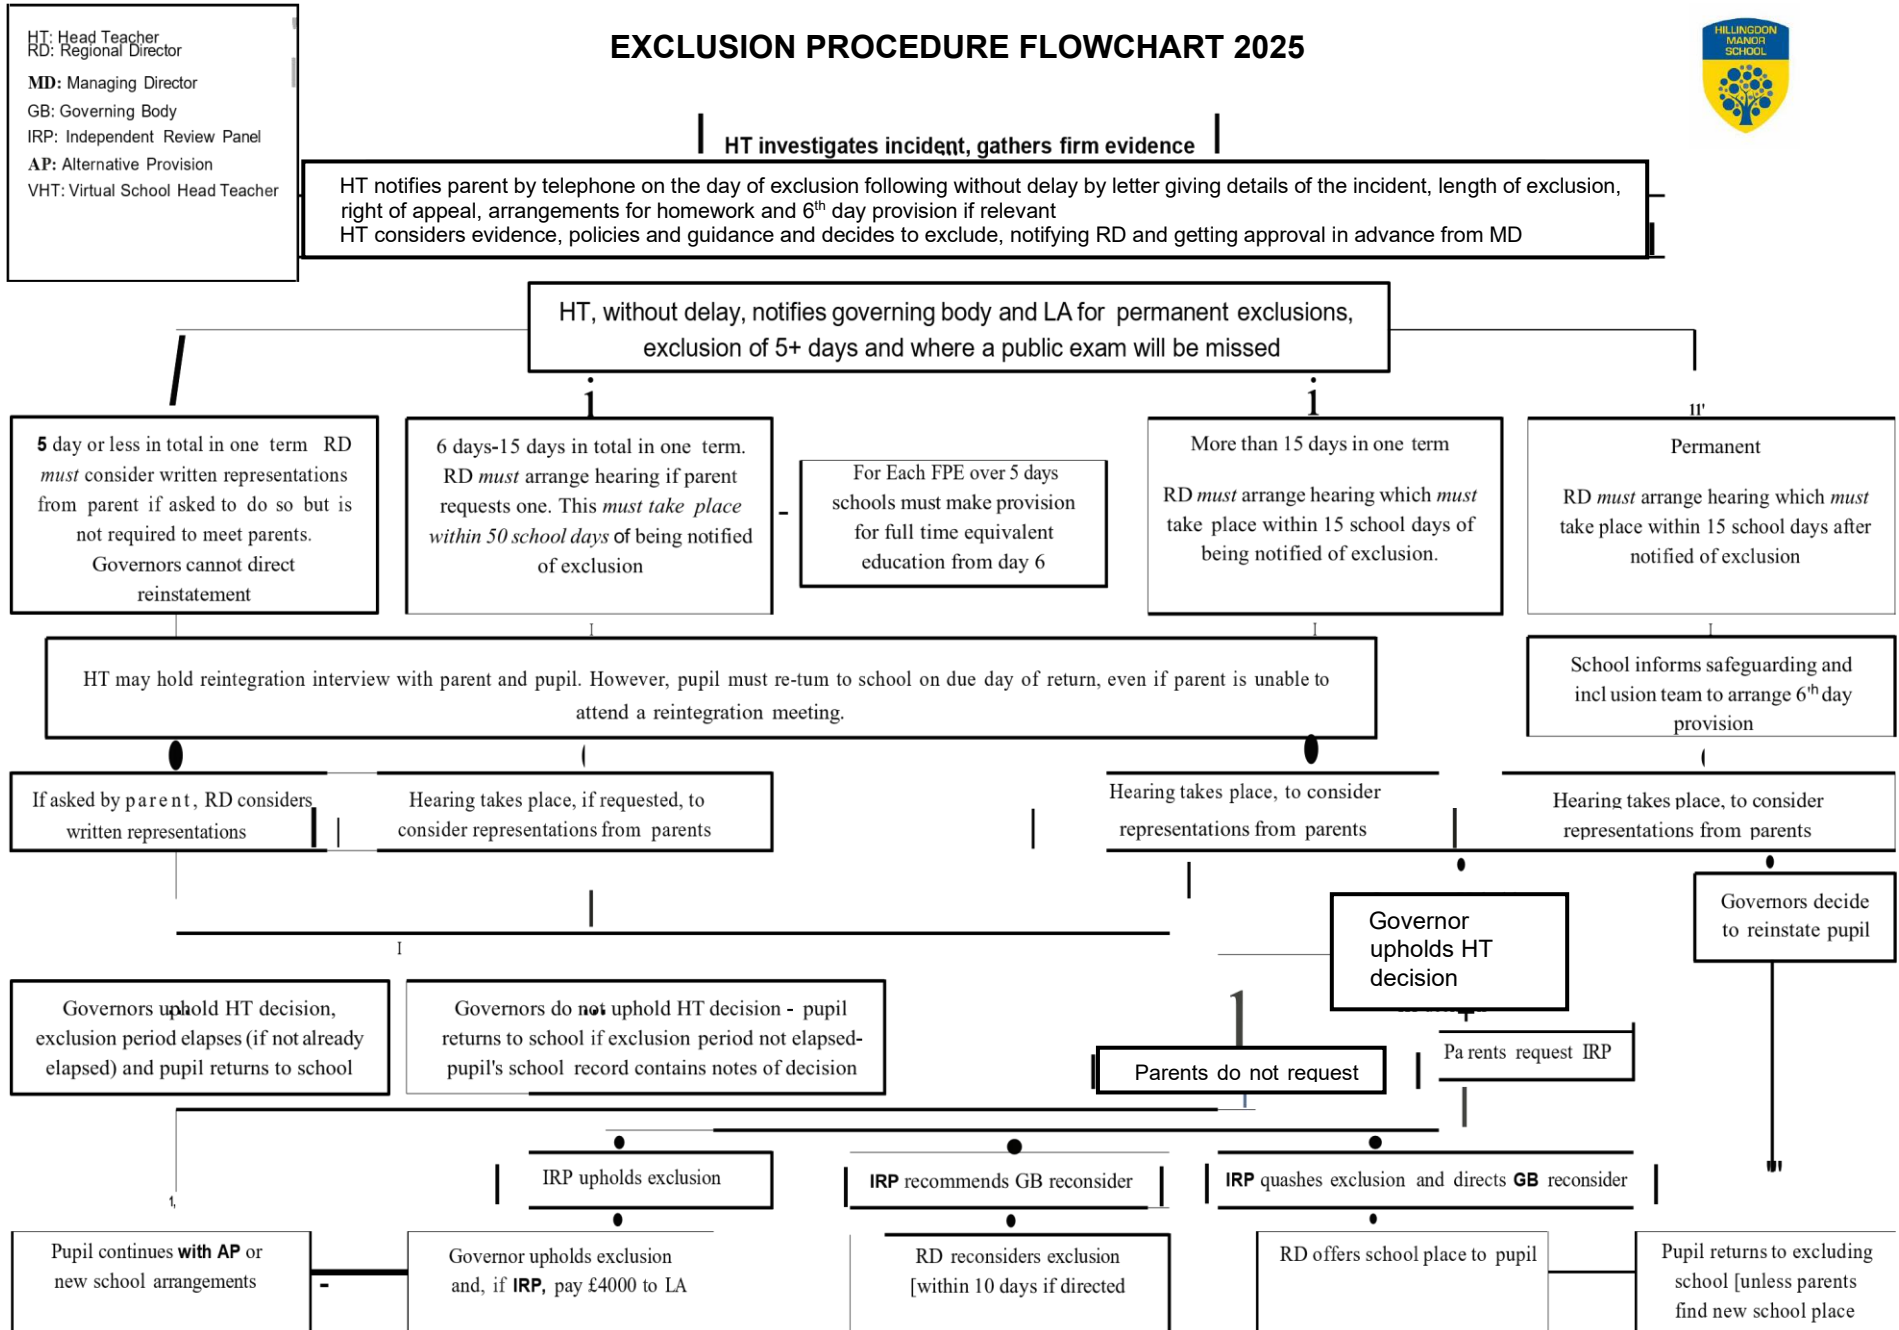 HT: Head Teacher
RD: Regional Director
MD: Managing Director
GB: Governing Body
IRP: Independent Review Panel
AP: Alternative Provision
VHT: Virtual School Head Teacher
EXCLUSION PROCEDURE FLOWCHART 2025
HILLINGDON
MANOR
SCHOOL
HT investigates incident, gathers firm evidence
HT notifies parent by telephone on the day of exclusion following without delay by letter giving details of the incident, length of exclusion,
right of appeal, arrangements for homework and 6th day provision if relevant
HT considers evidence, policies and guidance and decides to exclude, notifying RD and getting approval in advance from MD
HT, without delay, notifies governing body and LA for permanent exclusions,
exclusion of 5+ days and where a public exam will be missed
5 day or less in total in one term RD
must consider written representations
from parent if asked to do so but is
not required to meet parents.
Governors cannot direct
reinstatement
6 days-15 days in total in one term.
RD must arrange hearing if parent
requests one. This must take place
within 50 school days of being notified
of exclusion
For Each FPE over 5 days
schools must make provision
for full time equivalent
education from day 6
More than 15 days in one term
RD must arrange hearing which must
take place within 15 school days of
being notified of exclusion.
Permanent
RD must arrange hearing which must
take place within 15 school days after
notified of exclusion
HT may hold reintegration interview with parent and pupil. However, pupil must re-tum to school on due day of return, even if parent is unable to
attend a reintegration meeting.
School informs safeguarding and
incl usion team to arrange 6'h day
provision
If asked by parent, RD considers
written representations
Hearing takes place, if requested, to
consider representations from parents
Hearing takes place, to consider
representations from parents
Hearing takes place, to consider
representations from parents
Governor
upholds HT
decision
Governors decide
to reinstate pupil
Governors uphold HT decision,
exclusion period elapses (if not already
elapsed) and pupil returns to school
Governors do not uphold HT decision - pupil
returns to school if exclusion period not elapsed-
pupil's school record contains notes of decision
Parents do not request
Pa rents request IRP
IRP upholds exclusion
IRP recommends GB reconsider
IRP quashes exclusion and directs GB reconsider
Pupil continues with AP or
new school arrangements
Governor upholds exclusion
and, if IRP, pay £4000 to LA
RD reconsiders exclusion
[within 10 days if directed
RD offers school place to pupil
Pupil returns to excluding
school [unless parents
find new school place